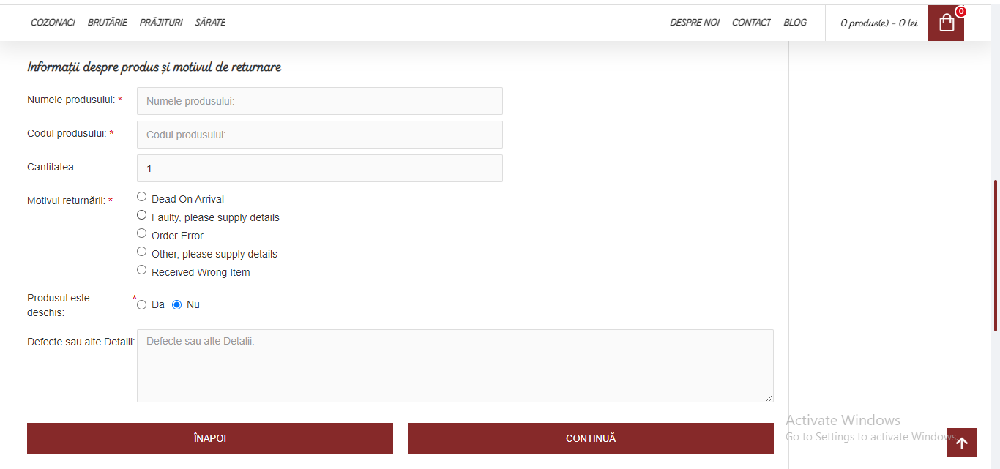 COZONACI BRUTĂRIE PRĂJITURI SĂRATE DESPRE NOI CONTACT BLOG 0 produs(e) - 0 lei 0
Informații despre produs și motivul de returnare
Numele produsului: * Numele produsului:
Codul produsului: * Codul produsului:
Cantitatea: 1
Motivul returnării: * Dead On Arrival
Faulty, please supply details
Order Error
Other, please supply details
Received Wrong Item
Produsul este deschis: * Da Nu
Defecte sau alte Detalii: Defecte sau alte Detalii:
ÎNAPOI CONTINUĂ
Activate Windows
Go to Settings to activate Windows.